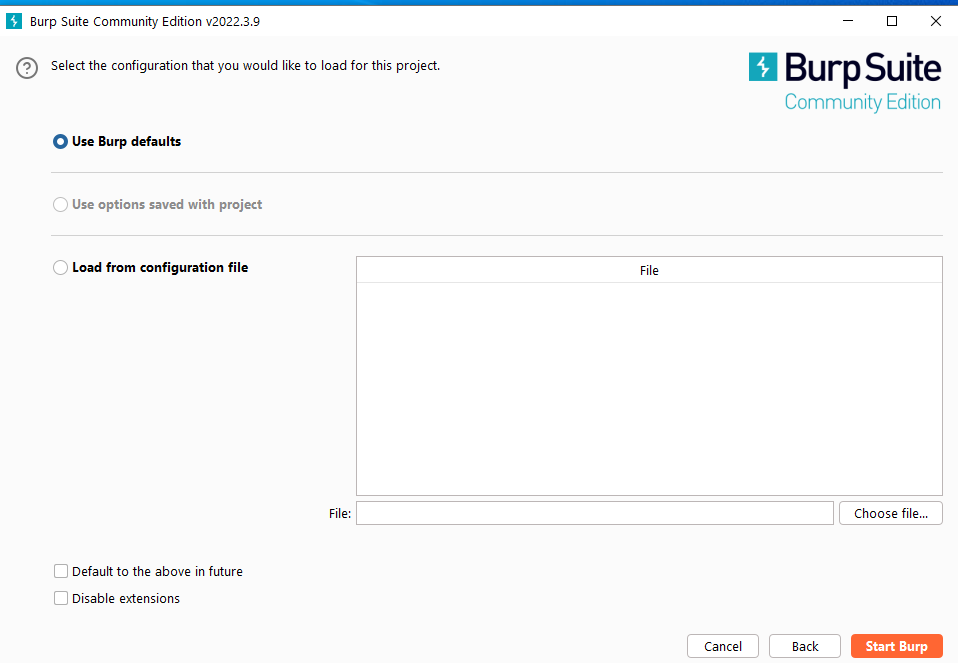 Burp Suite Community Edition v2022.3.9
Select the configuration that you would like to load for this project.
Burp Suite
Community Edition
Use Burp defaults
Use options saved with project
Load from configuration file
File
File:
Choose file...
Default to the above in future
Disable extensions
Cancel
Back
Start Burp